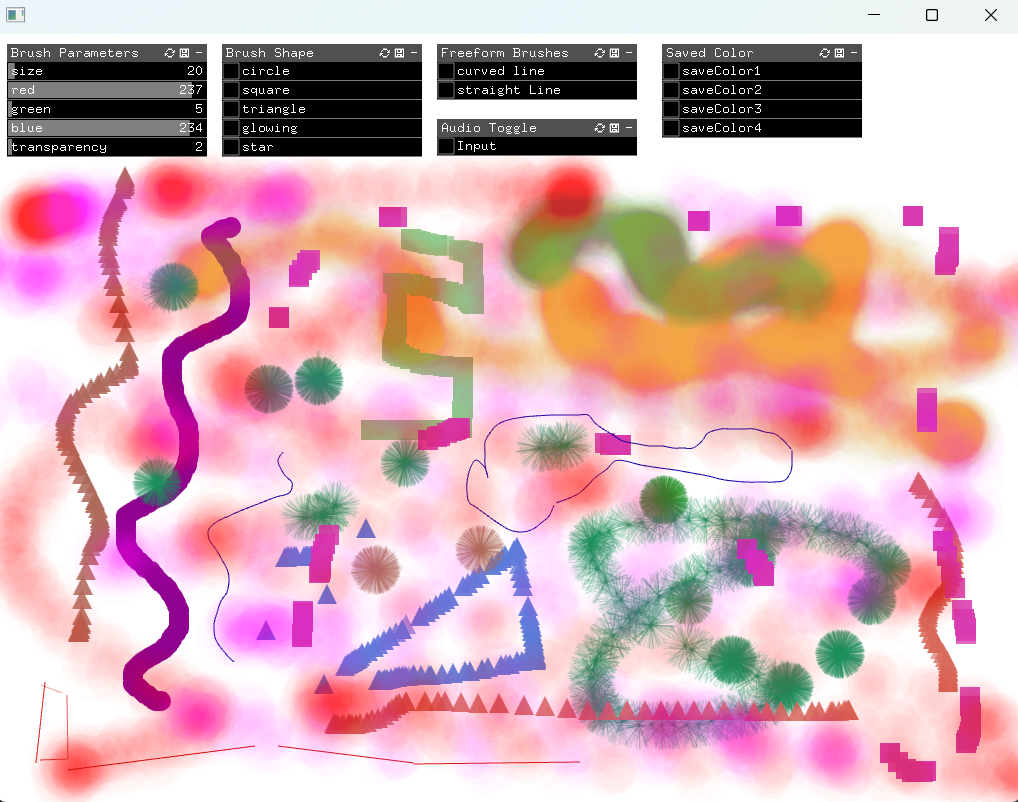 Brush Parameters
size 20
red 237
green 5
blue 234
transparency 2
Brush Shape
circle
square
triangle
glowing
star
Freeform Brushes
curved line
straight Line
Audio Toggle
Input
Saved Color
saveColor1
saveColor2
saveColor3
saveColor4